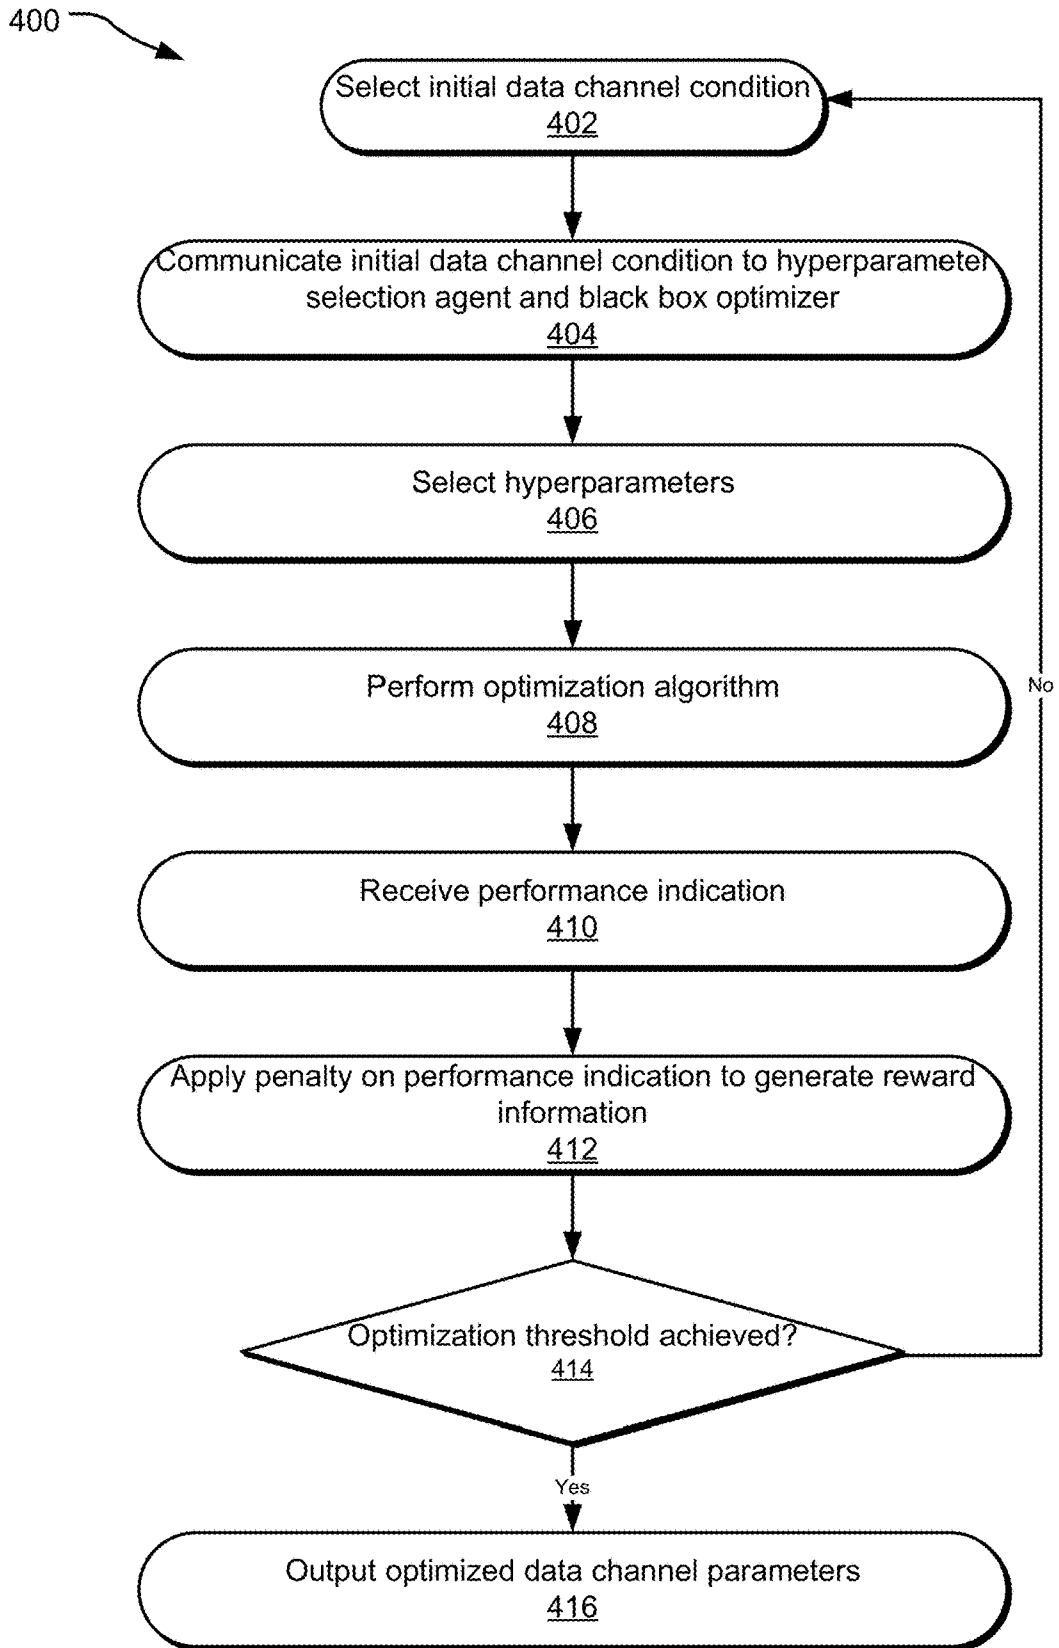 400
Select initial data channel condition
402
Communicate initial data channel condition to hyperparameter
selection agent and black box optimizer
404
Select hyperparameters
406
Perform optimization algorithm
408
No
Receive performance indication
410
Apply penalty on performance indication to generate reward
information
412
Optimization threshold achieved?
414
Yes
Output optimized data channel parameters
416